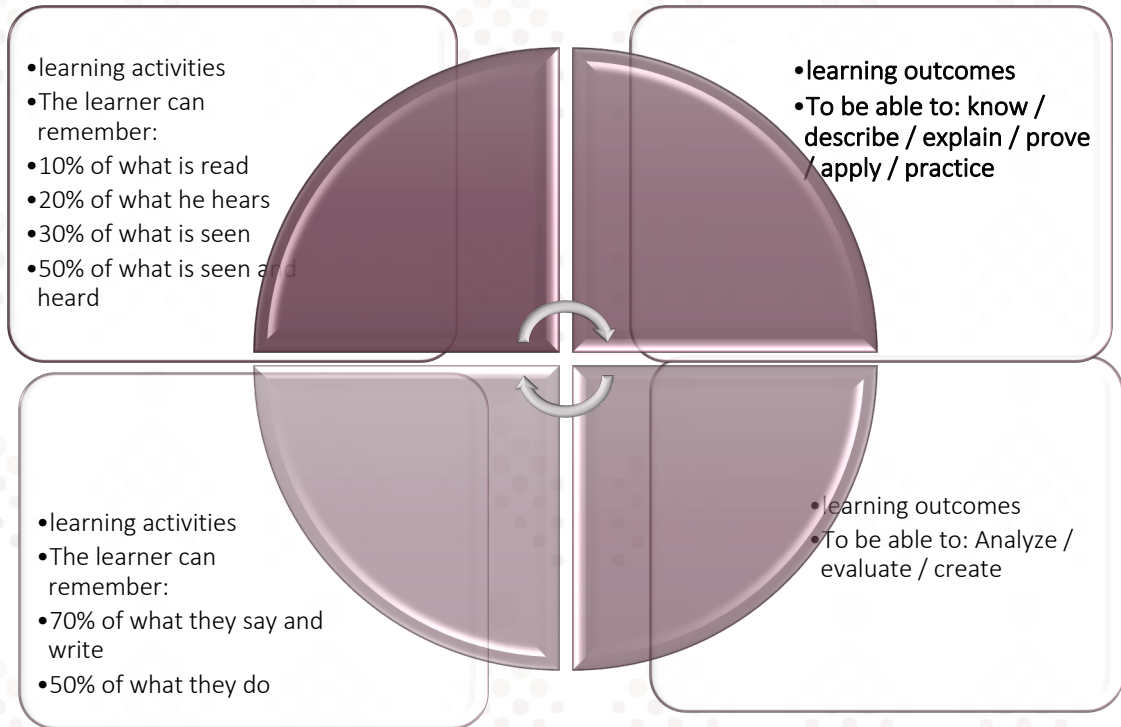 •learning activities
•The learner can
remember:
•10% of what is read
•20% of what he hears
•30% of what is seen
•50% of what is seen and
heard
•learning outcomes
•To be able to: know /
describe / explain / prove
/ apply / practice
•learning activities
•The learner can
remember:
•70% of what they say and
write
•50% of what they do
•learning outcomes
•To be able to: Analyze /
evaluate / create